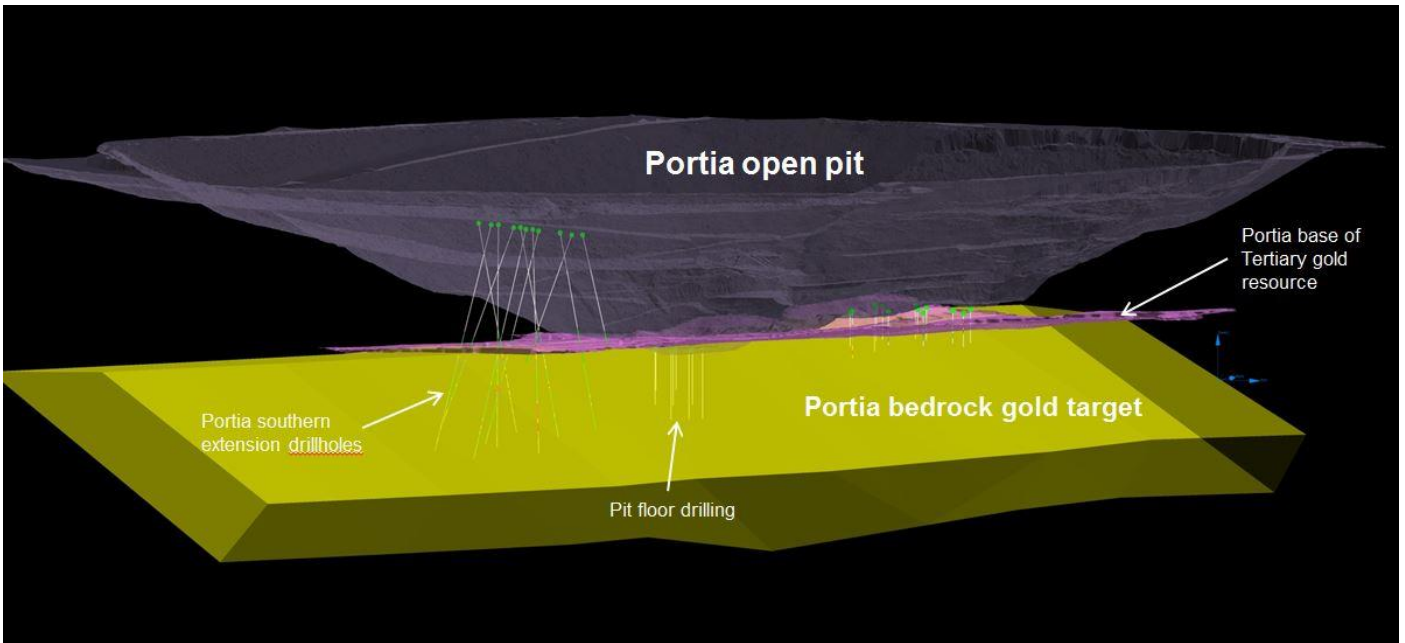 Portia open pit
Portia base of
Tertiary gold
resource
Portia bedrock gold target
Portia southern
extension drillholes
Pit floor drilling